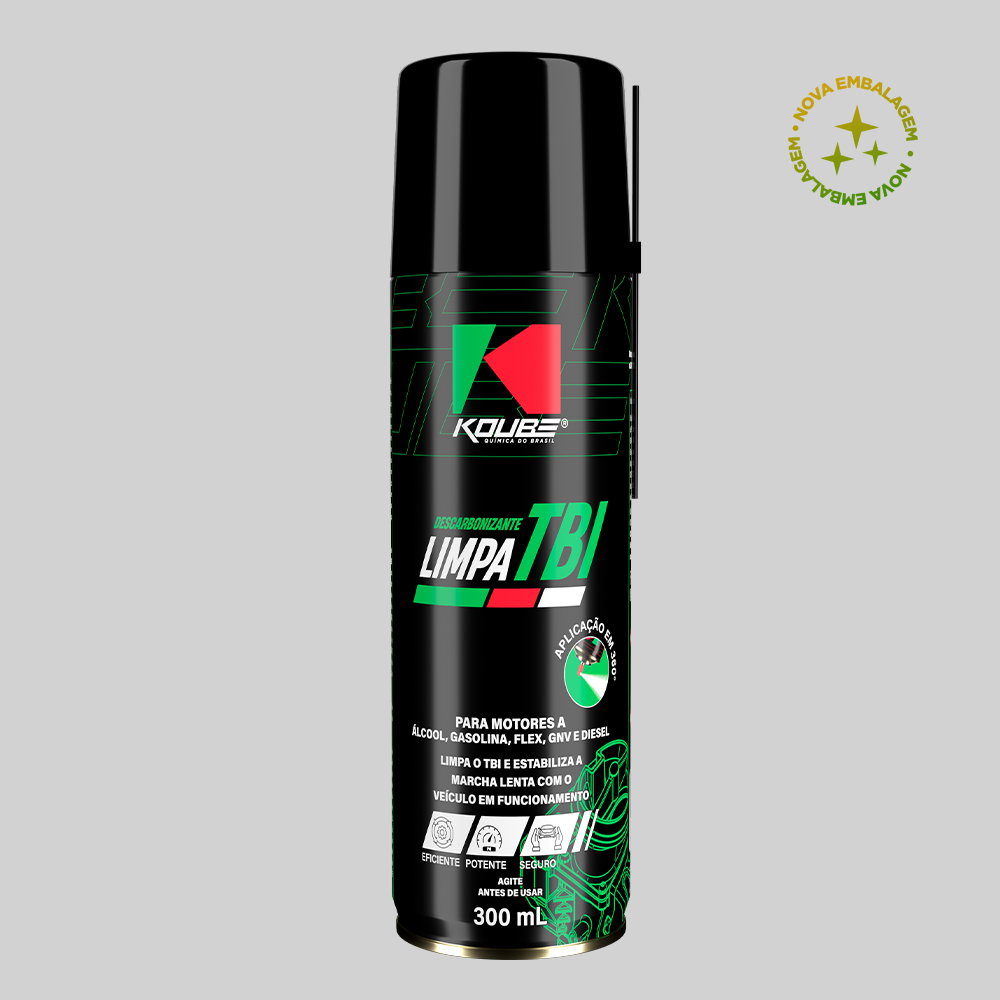 NOVA EMBALAGEM • NOVA EMBALAGEM •
KOUBE®
QUÍMICA DO BRASIL
DESCARBONIZANTE
LIMPA TBI
APLICAÇÃO EM 360°
PARA MOTORES A
ÁLCOOL, GASOLINA, FLEX, GNV E DIESEL
LIMPA O TBI E ESTABILIZA A
MARCHA LENTA COM O
VEÍCULO EM FUNCIONAMENTO
EFICIENTE POTENTE SEGURO
AGITE
ANTES DE USAR
300 mL